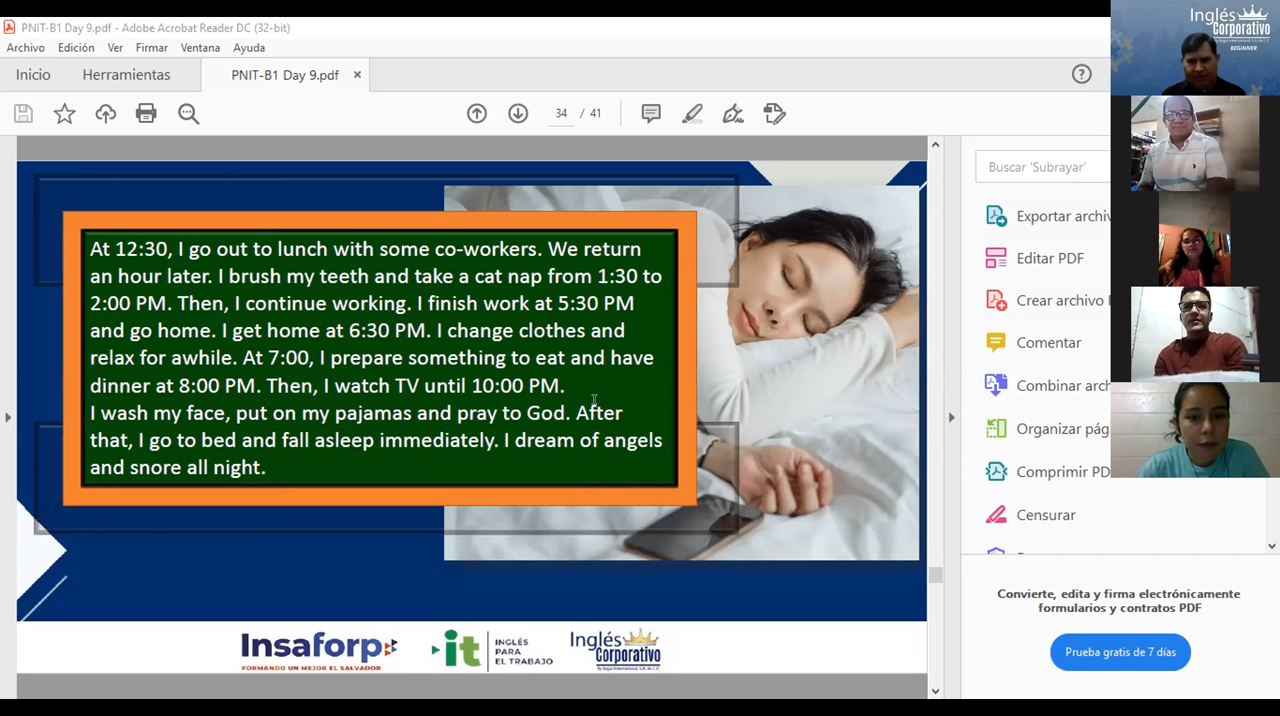 PNIT-B1 Day 9.pdf - Adobe Acrobat Reader DC (32-bit)
Archivo Edición Ver Firmar Ventana Ayuda
Inicio Herramientas PNIT-B1 Day 9.pdf ×
34 / 41
Buscar 'Subrayar'
Exportar archiv
Editar PDF
Crear archivo
Comentar
Combinar arch
Organizar pág
Comprimir PD
Censurar
Convierte, edita y firma electrónicamente
formularios y contratos PDF
Prueba gratis de 7 días
At 12:30, I go out to lunch with some co-workers. We return
an hour later. I brush my teeth and take a cat nap from 1:30 to
2:00 PM. Then, I continue working. I finish work at 5:30 PM
and go home. I get home at 6:30 PM. I change clothes and
relax for awhile. At 7:00, I prepare something to eat and have
dinner at 8:00 PM. Then, I watch TV until 10:00 PM.
I wash my face, put on my pajamas and pray to God. After
that, I go to bed and fall asleep immediately. I dream of angels
and snore all night.
Insaforp
FORMANDO UN MEJOR EL SALVADOR
it
INGLÉS
PARA
EL TRABAJO
Inglés
Corporativo
Inglés
Corporativo
BEGINNER